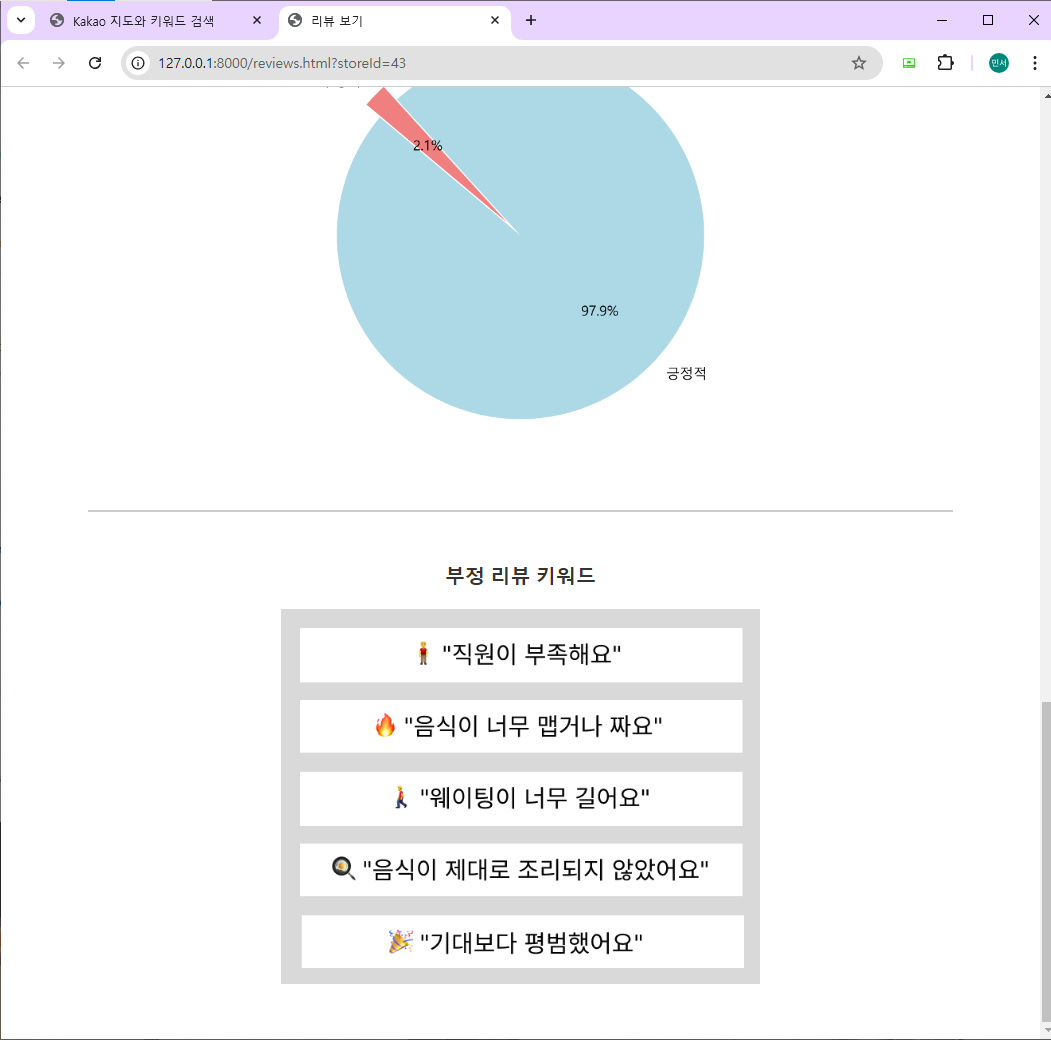 Kakao 지도와 키워드 검색
리뷰 보기
127.0.0.1:8000/reviews.html?storeId=43
민서
2.1%
97.9%
긍정적
부정 리뷰 키워드
"직원이 부족해요"
"음식이 너무 맵거나 짜요"
"웨이팅이 너무 길어요"
"음식이 제대로 조리되지 않았어요"
"기대보다 평범했어요"